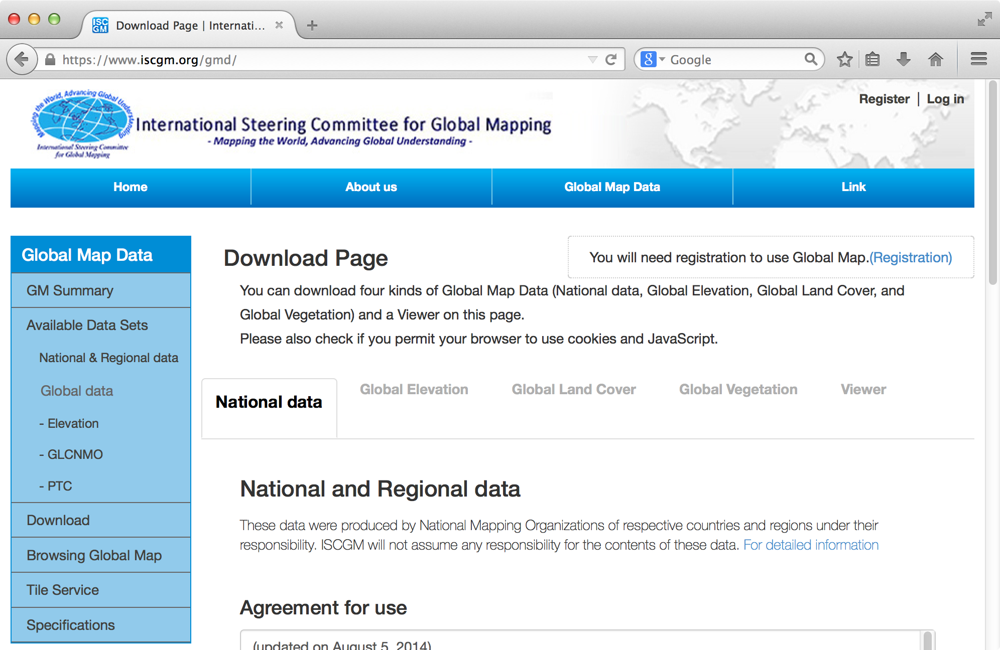 ISC
GM
Download Page | Internati...
https://www.iscgm.org/gmd/
Google
Mapping the World, Advancing Global Understanding
International Steering Committee
for Global Mapping
International Steering Committee for Global Mapping
- Mapping the World, Advancing Global Understanding -
Register | Log in
Home
About us
Global Map Data
Link
Global Map Data
GM Summary
Available Data Sets
National & Regional data
Global data
- Elevation
- GLCNMO
- PTC
Download
Browsing Global Map
Tile Service
Specifications
Download Page
You will need registration to use Global Map.(Registration)
You can download four kinds of Global Map Data (National data, Global Elevation, Global Land Cover, and
Global Vegetation) and a Viewer on this page.
Please also check if you permit your browser to use cookies and JavaScript.
National data
Global Elevation
Global Land Cover
Global Vegetation
Viewer
National and Regional data
These data were produced by National Mapping Organizations of respective countries and regions under their
responsibility. ISCGM will not assume any responsibility for the contents of these data. For detailed information
Agreement for use
(updated on August 5, 2014)